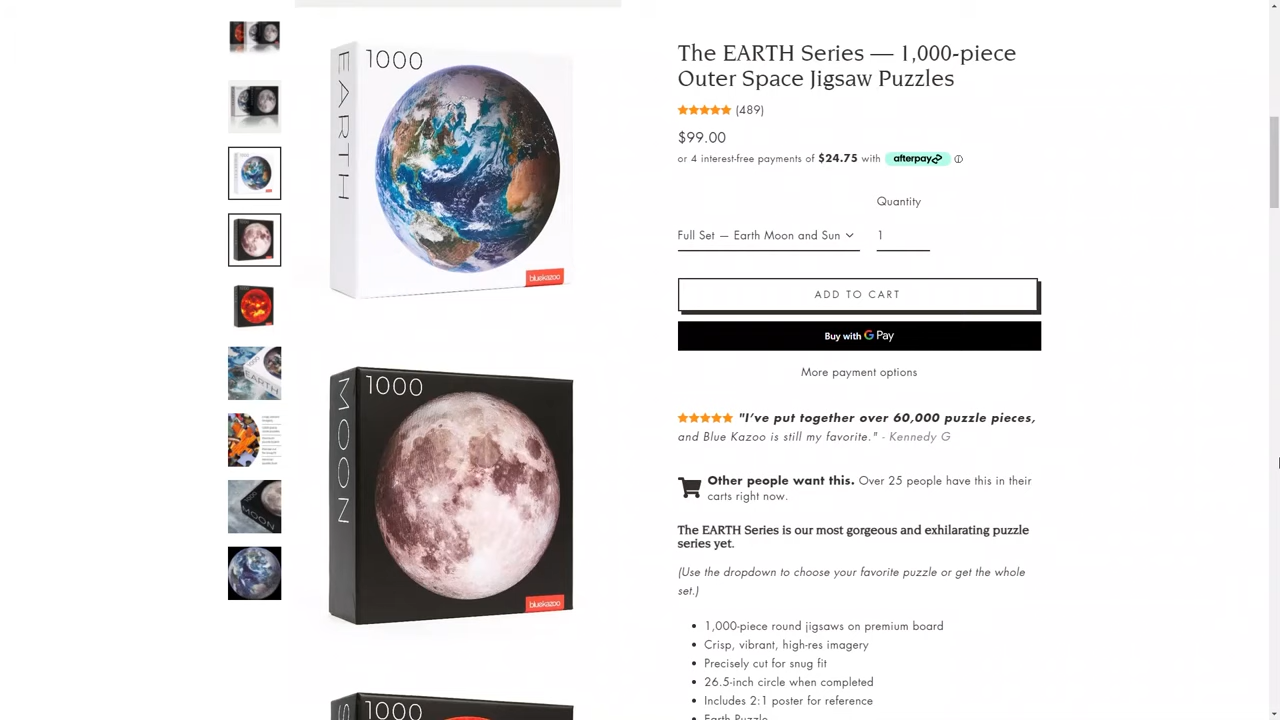 1000
EARTH
bluekazoo
1000
MOON
bluekazoo
1000
The EARTH Series — 1,000-piece
Outer Space Jigsaw Puzzles
(489)
$99.00
or 4 interest-free payments of $24.75 with afterpay
Quantity
Full Set — Earth Moon and Sun
1
ADD TO CART
Buy with G Pay
More payment options
"I've put together over 60,000 puzzle pieces,
and Blue Kazoo is still my favorite." - Kennedy G
Other people want this. Over 25 people have this in their
carts right now.
The EARTH Series is our most gorgeous and exhilarating puzzle
series yet.
(Use the dropdown to choose your favorite puzzle or get the whole
set.)
• 1,000-piece round jigsaws on premium board
• Crisp, vibrant, high-res imagery
• Precisely cut for snug fit
• 26.5-inch circle when completed
• Includes 2:1 poster for reference
• Earth Puzzle
EARTH
MOON